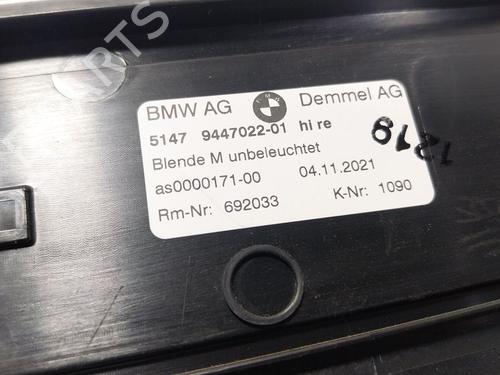 PARTS
BMW AG Demmel AG
5147 9447022-01 hi re
Blende M unbeleuchtet
as0000171-00 04.11.2021
Rm-Nr: 692033 K-Nr: 1090